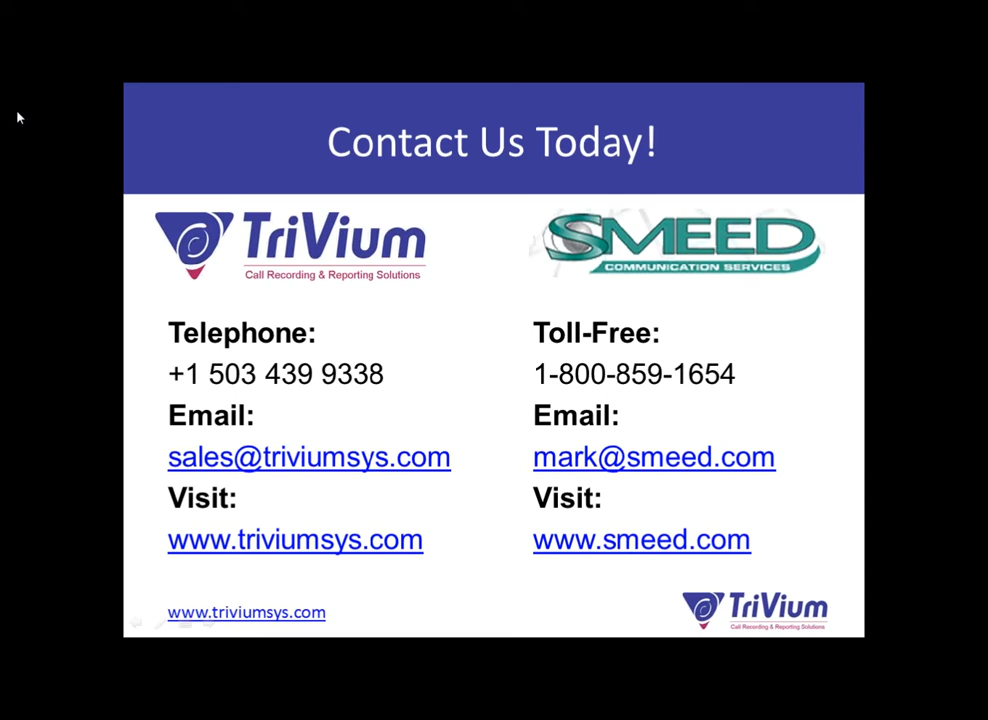 Contact Us Today!
TriVium
Call Recording & Reporting Solutions
SMEED
COMMUNICATION SERVICES
Telephone:
+1 503 439 9338
Email:
sales@triviumsys.com
Visit:
www.triviumsys.com
Toll-Free:
1-800-859-1654
Email:
mark@smeed.com
Visit:
www.smeed.com
www.triviumsys.com
TriVium
Call Recording & Reporting Solutions